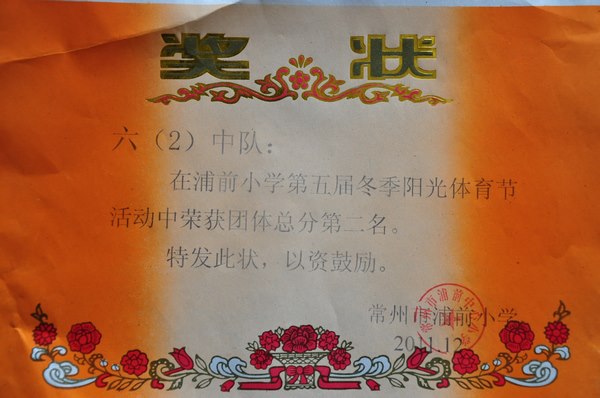 奖状
六（2）中队：
在浦前小学第五届冬季阳光体育节
活动中荣获团体总分第二名。
特发此状，以资鼓励。
常州市浦前小学
2011.12